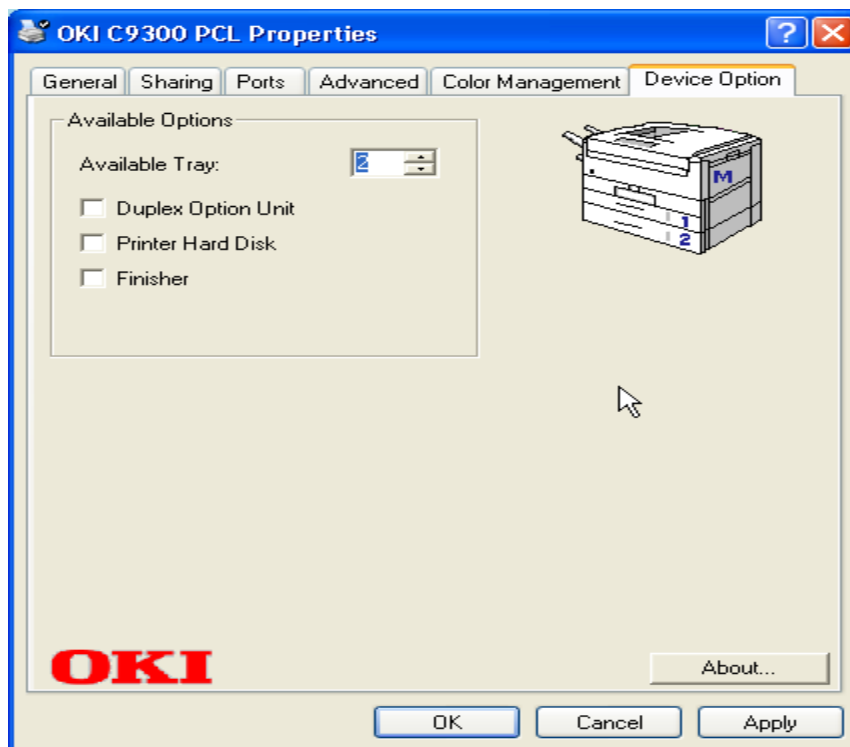 OKI C9300 PCL Properties
General Sharing Ports Advanced Color Management Device Option
Available Options
Available Tray: 2
Duplex Option Unit
Printer Hard Disk
Finisher
M
1
2
OKI
About...
OK Cancel Apply